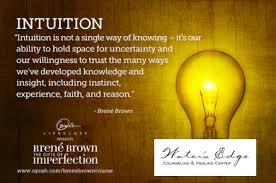 INTUITION
"Intuition is not a single way of knowing – it's our
ability to hold space for uncertainty and
our willingness to trust the many ways
we've developed knowledge and
insight, including instinct,
experience, faith, and reason."
- Brené Brown
Oprah's
LIFECLASS
PRESENTS
BRENÉ BROWN
THE GIFTS OF
IMPERFECTION
www.oprah.com/brenebrowncourse
Water's Edge
COUNSELING & HEALING CENTER